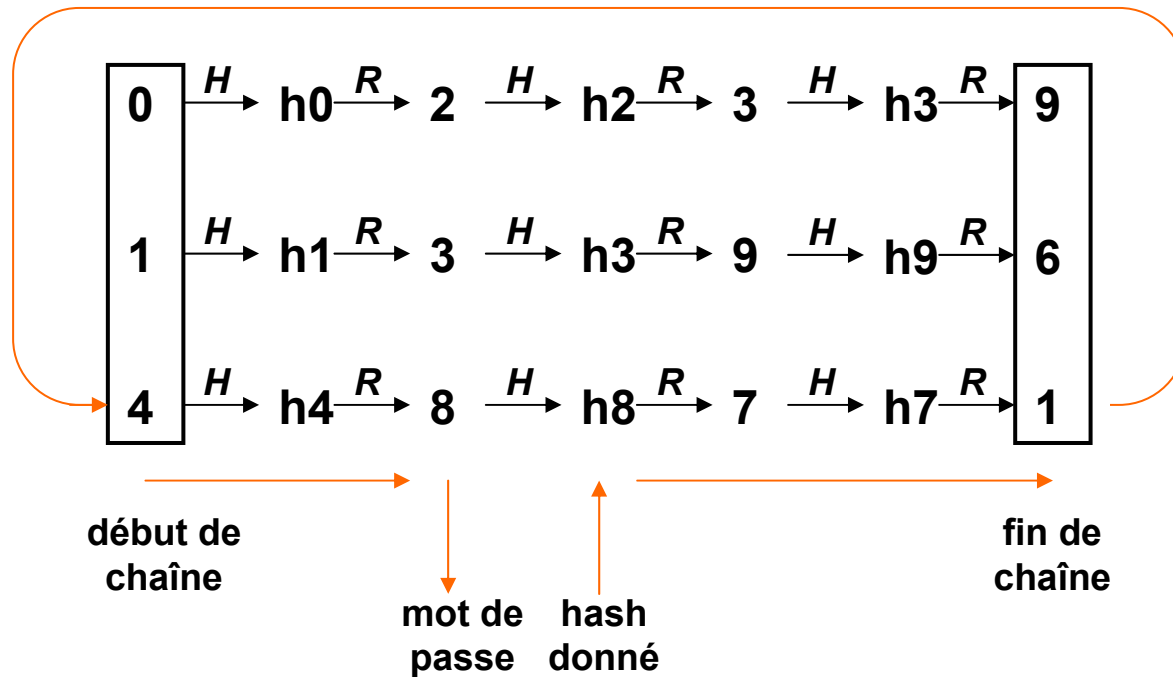 H R H R H R
0 h0 2 h2 3 h3 9
H R H R H R
1 h1 3 h3 9 h9 6
H R H R H R
4 h4 8 h8 7 h7 1
début de
chaîne
mot de
passe
hash
donné
fin de
chaîne